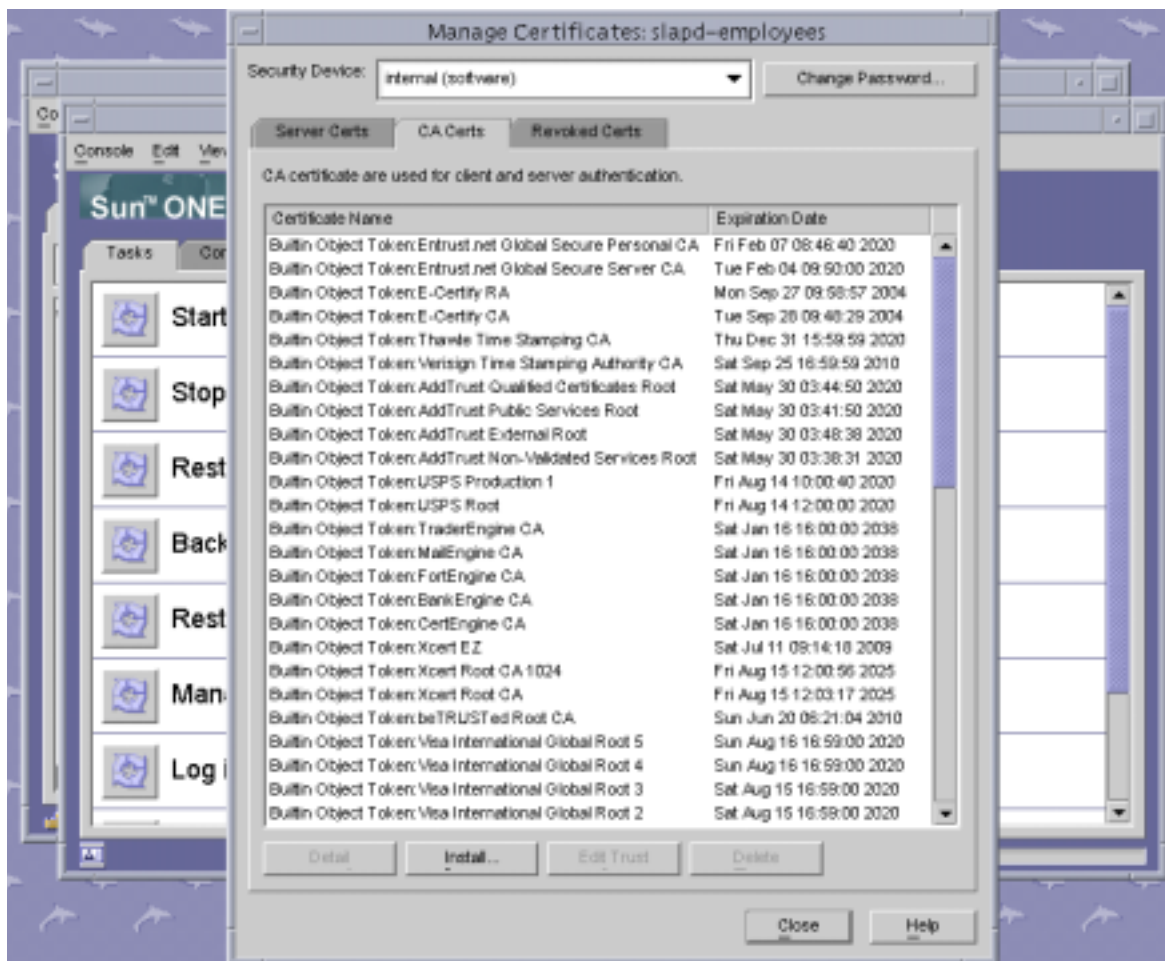 Manage Certificates: slapd-employees
Security Device: internal (software) Change Password...
Server Certs CA Certs Revoked Certs
CA certificate are used for client and server authentication.
Certificate Name Expiration Date
Builtin Object Token:Entrust.net Global Secure Personal CA Fri Feb 07 08:46:40 2020
Builtin Object Token:Entrust.net Global Secure Server CA Tue Feb 04 09:50:00 2020
Builtin Object Token:E-Certify RA Mon Sep 27 09:58:57 2004
Builtin Object Token:E-Certify CA Tue Sep 28 09:48:29 2004
Builtin Object Token:Thawte Time Stamping CA Thu Dec 31 15:59:59 2020
Builtin Object Token:Verisign Time Stamping Authority CA Sat Sep 25 16:59:59 2010
Builtin Object Token:AddTrust Qualified Certificates Root Sat May 30 03:44:50 2020
Builtin Object Token:AddTrust Public Services Root Sat May 30 03:41:50 2020
Builtin Object Token:AddTrust External Root Sat May 30 03:48:38 2020
Builtin Object Token:AddTrust Non-Validated Services Root Sat May 30 03:38:31 2020
Builtin Object Token:USPS Production 1 Fri Aug 14 10:00:40 2020
Builtin Object Token:USPS Root Fri Aug 14 12:00:00 2020
Builtin Object Token:TraderEngine CA Sat Jan 16 16:00:00 2038
Builtin Object Token:MailEngine CA Sat Jan 16 16:00:00 2038
Builtin Object Token:FortEngine CA Sat Jan 16 16:00:00 2038
Builtin Object Token:BankEngine CA Sat Jan 16 16:00:00 2038
Builtin Object Token:CertEngine CA Sat Jan 16 16:00:00 2038
Builtin Object Token:Xcert EZ Sat Jul 11 09:14:18 2009
Builtin Object Token:Xcert Root CA 1024 Fri Aug 15 12:00:56 2025
Builtin Object Token:Xcert Root CA Fri Aug 15 12:03:17 2025
Builtin Object Token:beTRUSTed Root CA Sun Jun 20 06:21:04 2010
Builtin Object Token:Visa International Global Root 5 Sun Aug 16 16:59:00 2020
Builtin Object Token:Visa International Global Root 4 Sun Aug 16 16:59:00 2020
Builtin Object Token:Visa International Global Root 3 Sat Aug 15 16:59:00 2020
Builtin Object Token:Visa International Global Root 2 Sat Aug 15 16:59:00 2020
Detail Install... Edit Trust Delete
Close Help
Co
Console Edit Vie
Sun™ ONE
Tasks Con
Start
Stop
Rest
Back
Rest
Mana
Log i